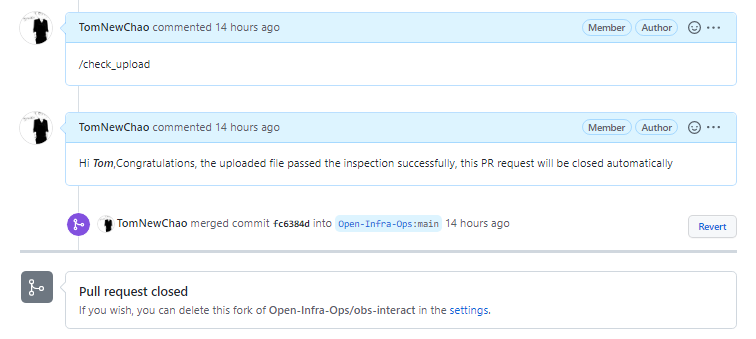 TomNewChao commented 14 hours ago Member Author
/check_upload
TomNewChao commented 14 hours ago Member Author
Hi Tom,Congratulations, the uploaded file passed the inspection successfully, this PR request will be closed automatically
TomNewChao merged commit fc6384d into Open-Infra-Ops:main 14 hours ago Revert
Pull request closed
If you wish, you can delete this fork of Open-Infra-Ops/obs-interact in the settings.